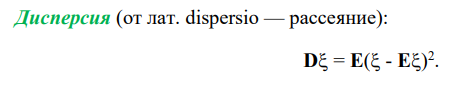 Дисперсия (от лат. dispersio — рассеяние):
Dξ = E(ξ - Eξ)².